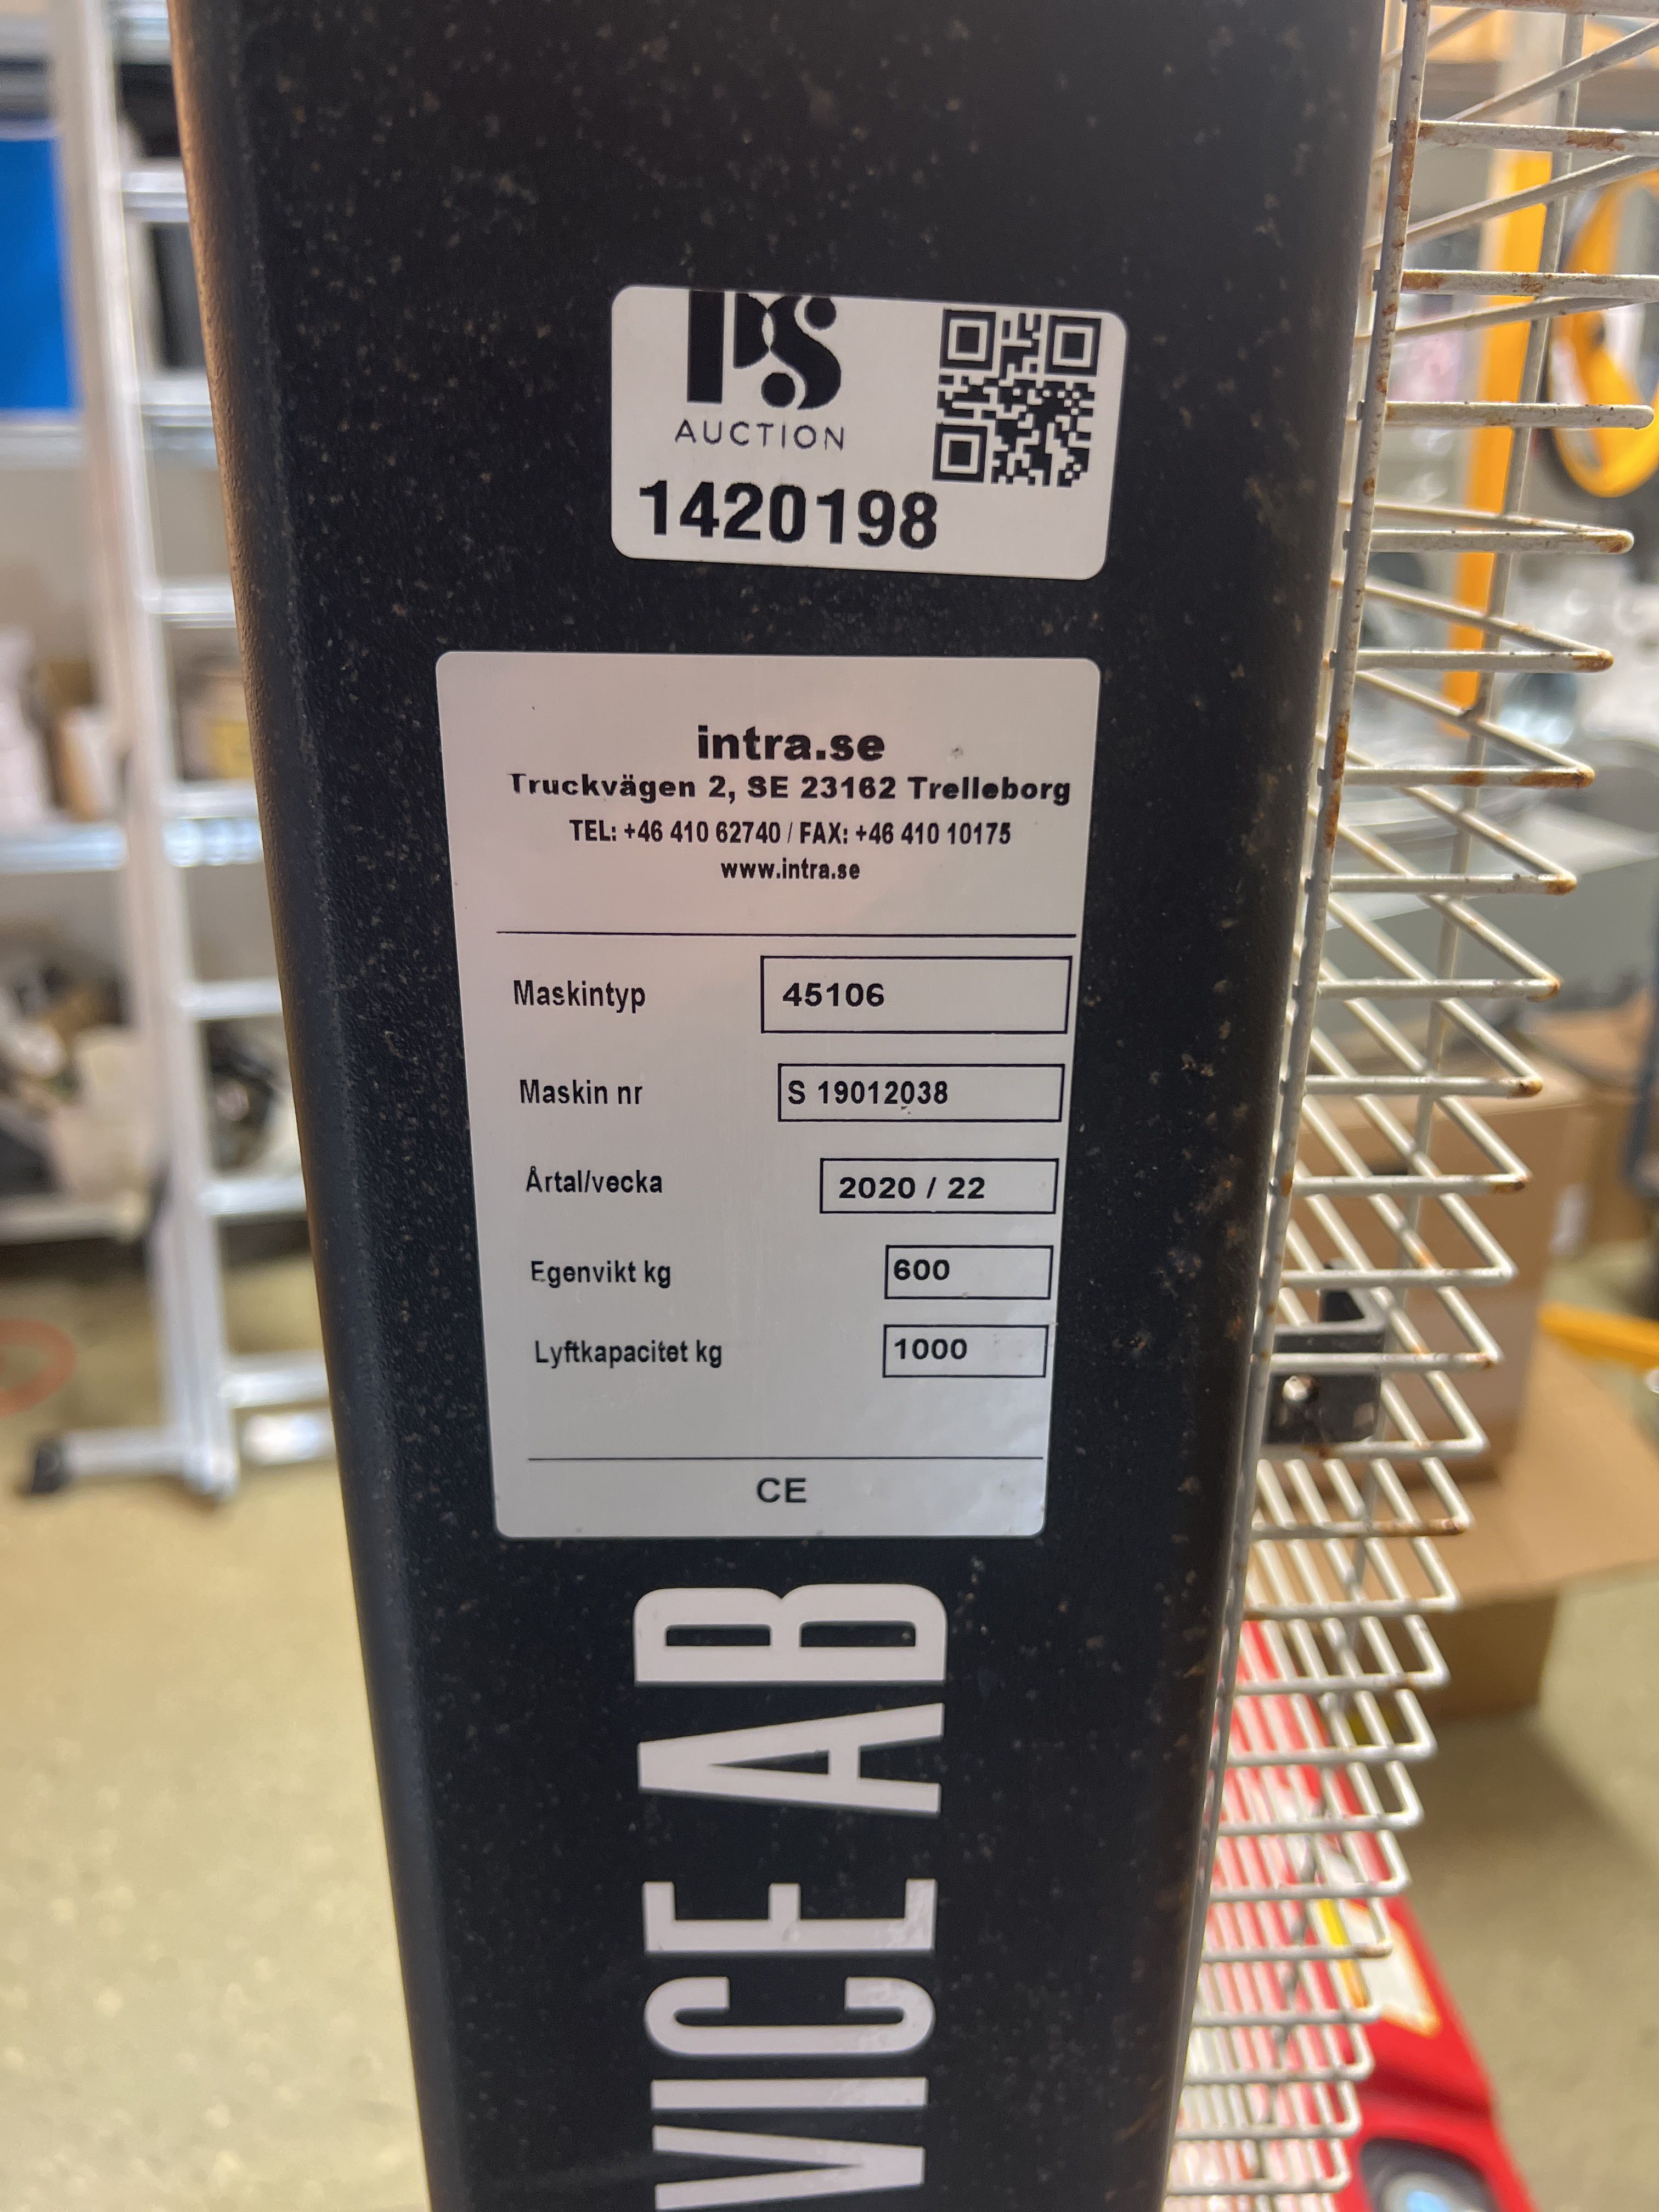 PS
AUCTION
1420198
intra.se
Truckvägen 2, SE 23162 Trelleborg
TEL: +46 410 62740 / FAX: +46 410 10175
www.intra.se
Maskintyp 45106
Maskin nr S 19012038
Årtal/vecka 2020 / 22
Egenvikt kg 600
Lyftkapacitet kg 1000
CE
VICE AB